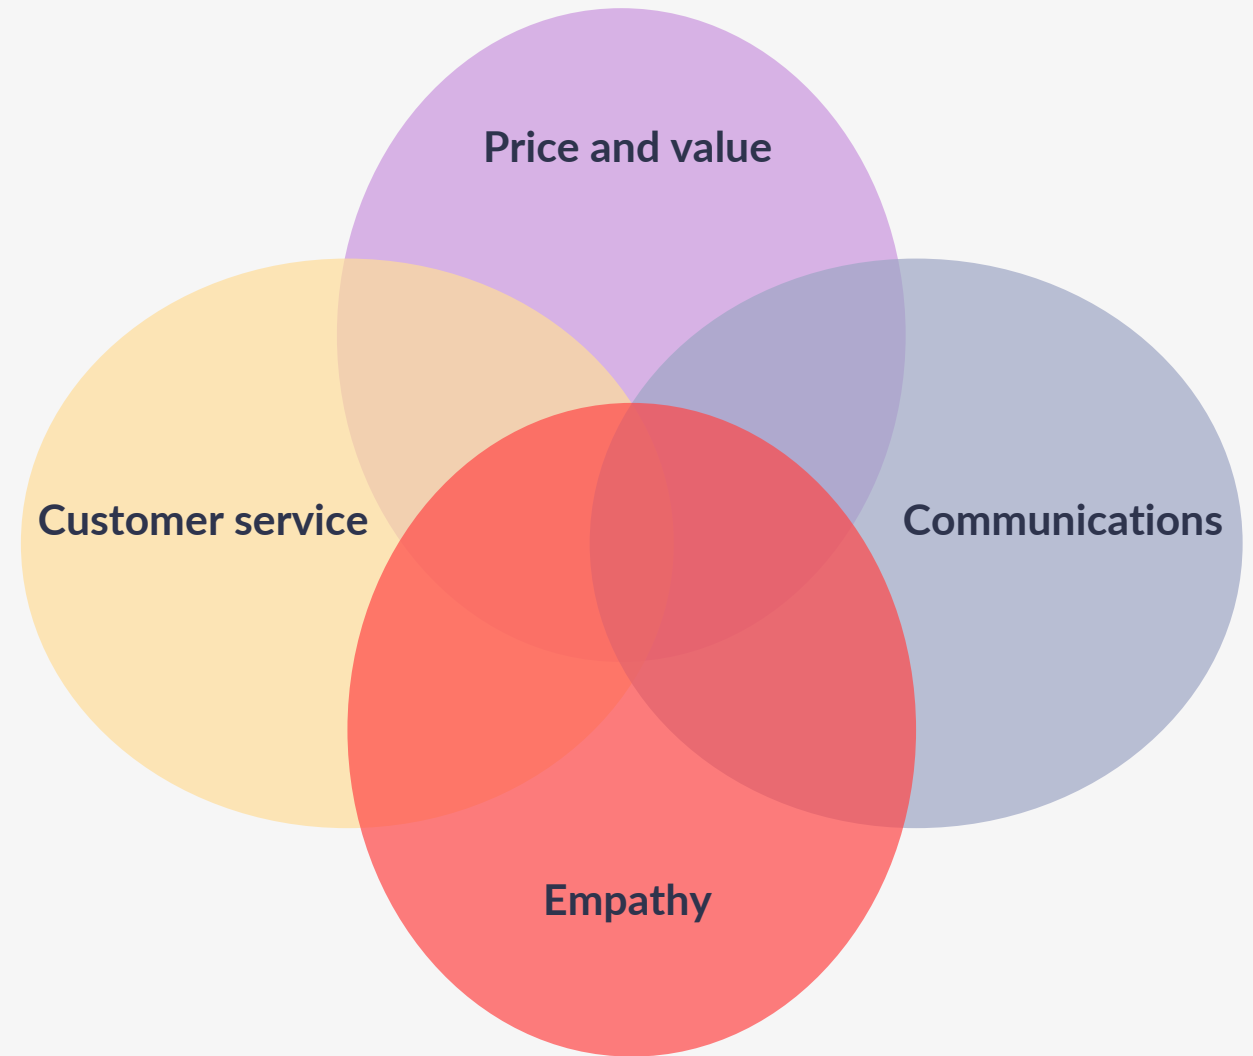 Price and value
Customer service
Communications
Empathy